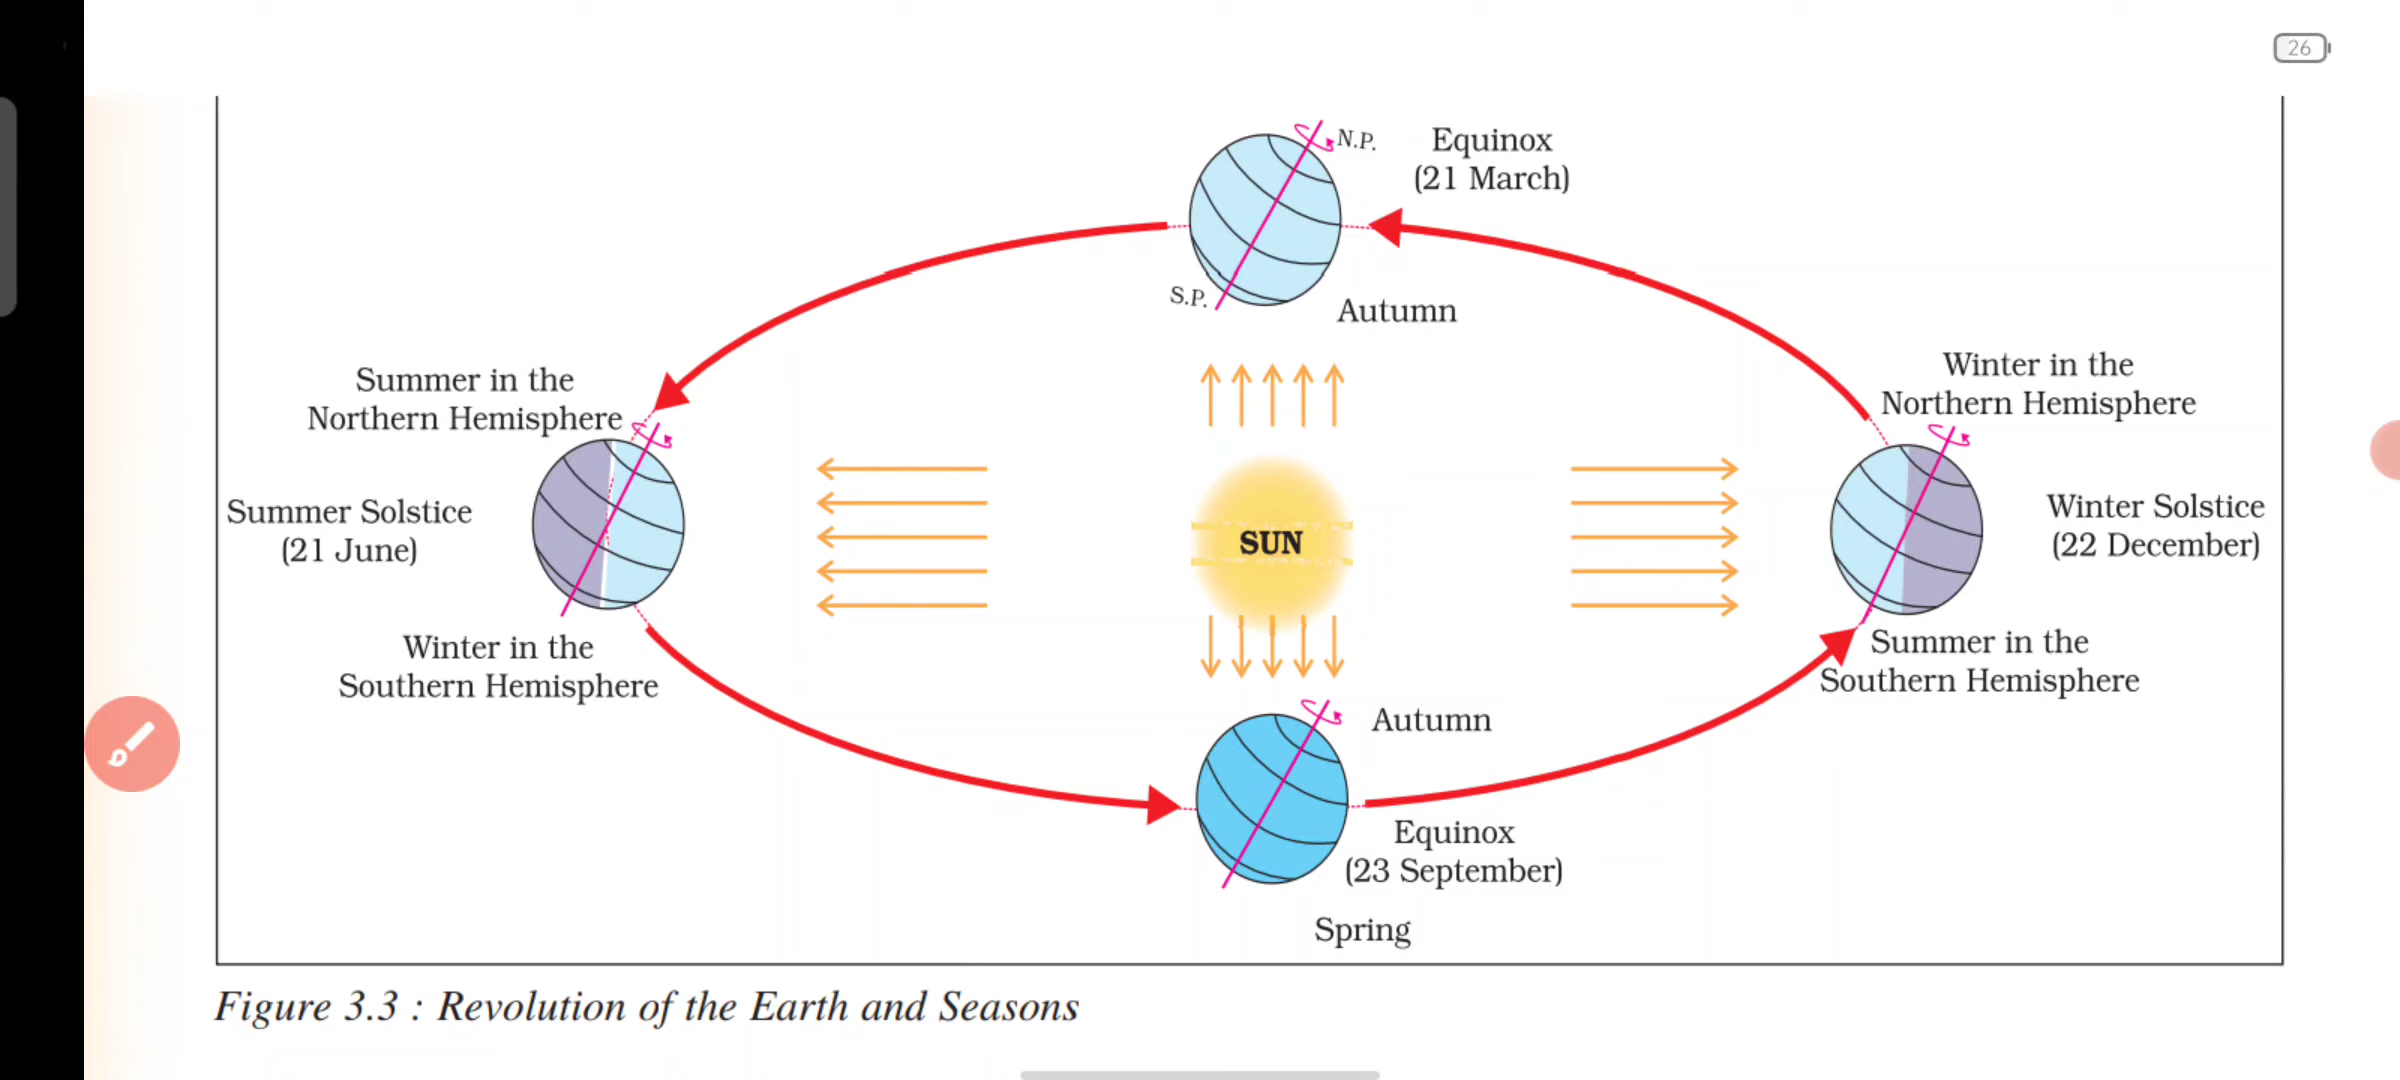 26
N.P.
Equinox
(21 March)
S.P.
Autumn
Summer in the
Northern Hemisphere
Winter in the
Northern Hemisphere
Summer Solstice
(21 June)
SUN
Winter Solstice
(22 December)
Winter in the
Southern Hemisphere
Summer in the
Southern Hemisphere
Autumn
Equinox
(23 September)
Spring
Figure 3.3 : Revolution of the Earth and Seasons